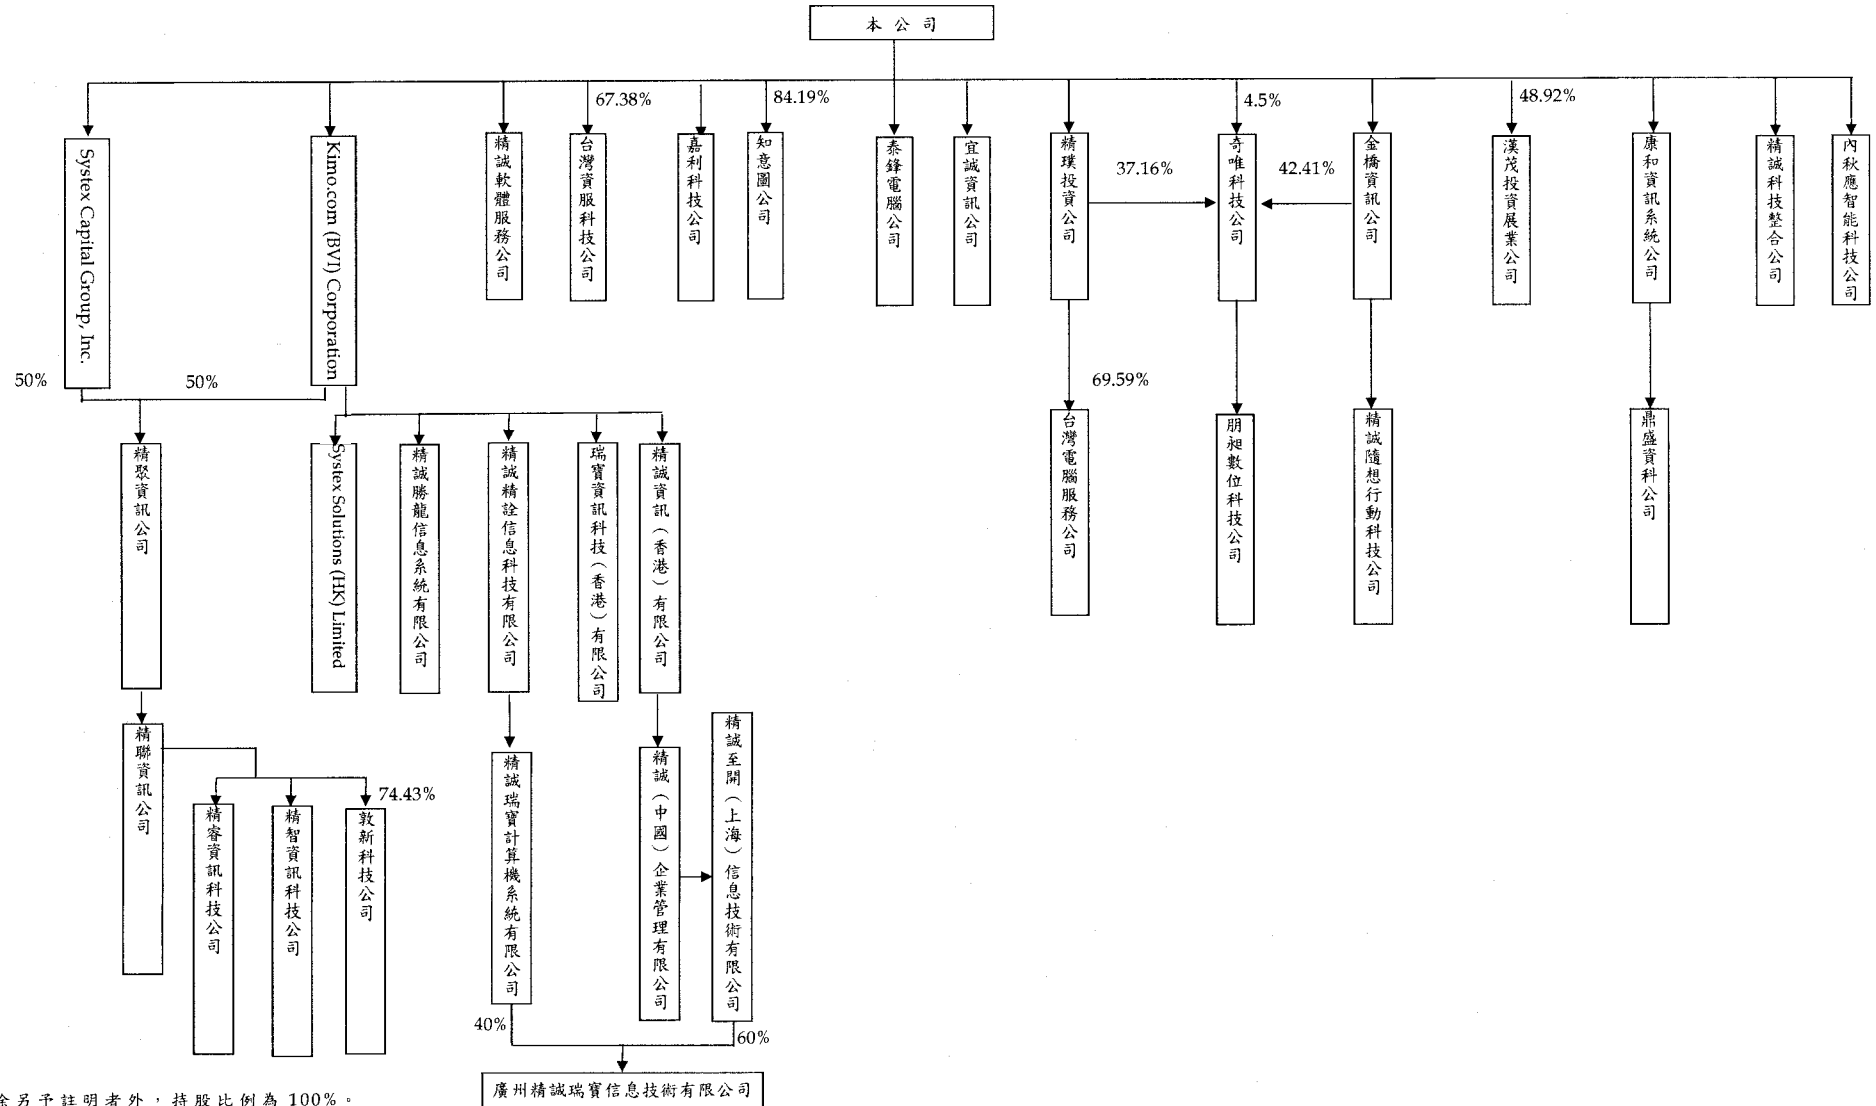 本公司
67.38%
84.19%
4.5%
48.92%
Systex Capital Group, Inc.
Kimo.com (BVI) Corporation
精誠軟體服務公司
台灣資服科技公司
嘉利科技公司
知意圖公司
泰鋒電腦公司
宜誠資訊公司
精璞投資公司
37.16%
奇唯科技公司
42.41%
金橋資訊公司
漢茂投資展業公司
康和資訊系統公司
精誠科技整合公司
內秋應智能科技公司
50%
50%
69.59%
精聚資訊公司
Systex Solutions (HK) Limited
精誠勝龍信息系統有限公司
精誠精詮信息科技有限公司
瑞寶資訊科技（香港）有限公司
精誠資訊（香港）有限公司
台灣電腦服務公司
朋昶數位科技公司
精誠隨想行動科技公司
鼎盛資科公司
精聯資訊公司
74.43%
精睿資訊科技公司
精智資訊科技公司
敦新科技公司
精誠瑞寶計算機系統有限公司
精誠（中國）企業管理有限公司
精誠至開（上海）信息技術有限公司
40%
60%
廣州精誠瑞寶信息技術有限公司
除另予註明者外，持股比例為 100%。